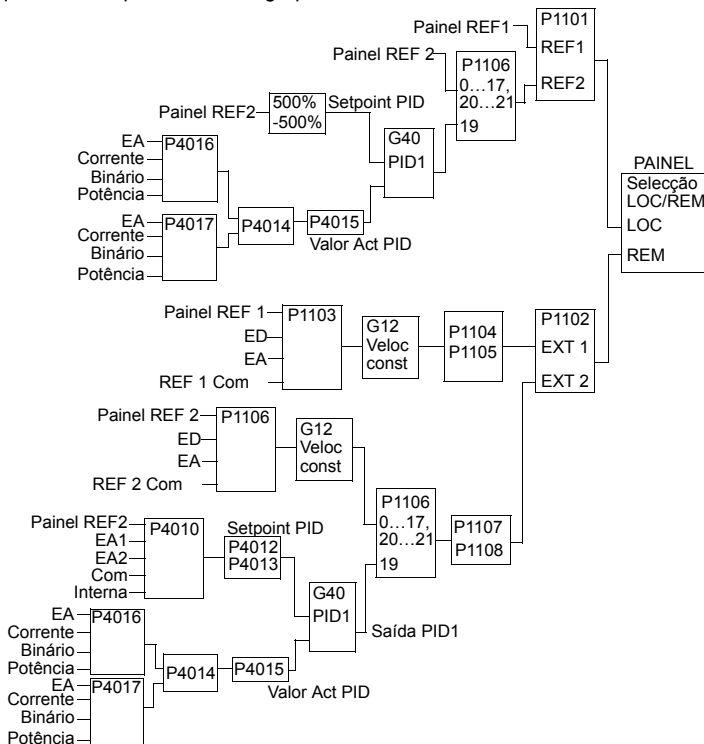 Painel REF1
P1101
REF1
REF2
Painel REF 2
P1106
0...17,
20...21
19
Painel REF2
500%
-500%
Setpoint PID
G40
PID1
EA
Corrente
Binário
Potência
P4016
EA
Corrente
Binário
Potência
P4017
P4014
P4015
Valor Act PID
PAINEL
Selecção
LOC/REM
LOC
REM
Painel REF 1
ED
EA
REF 1 Com
P1103
G12
Veloc
const
P1104
P1105
P1102
EXT 1
EXT 2
Painel REF 2
ED
EA
REF 2 Com
P1106
G12
Veloc
const
P1106
0...17,
20...21
19
P1107
P1108
Painel REF2
EA1
EA2
Com
Interna
P4010
Setpoint PID
P4012
P4013
G40
PID1
Saída PID1
EA
Corrente
Binário
Potência
P4016
EA
Corrente
Binário
Potência
P4017
P4014
P4015
Valor Act PID